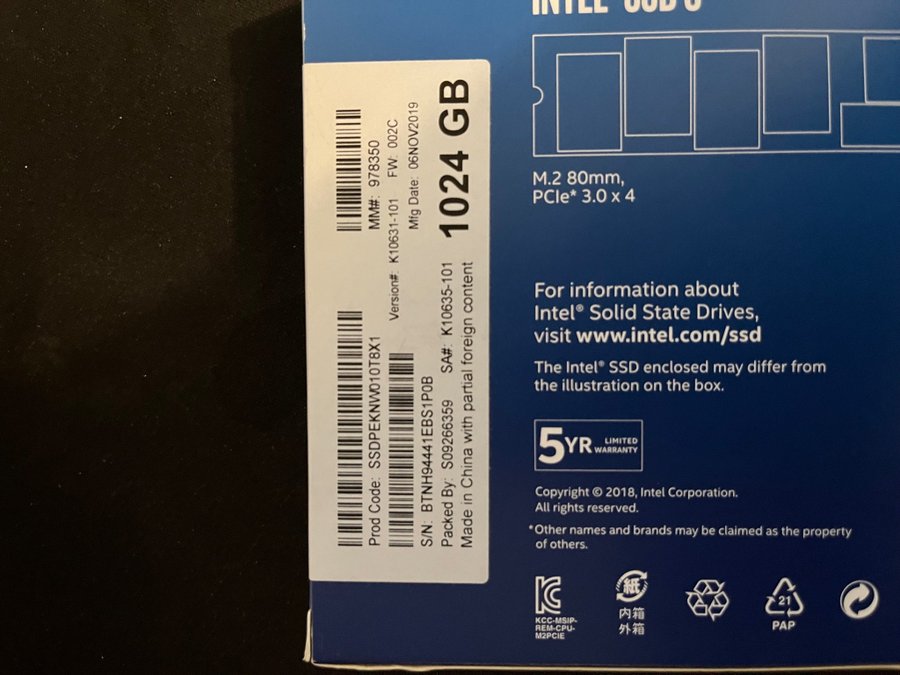 MM#: 978350
Version#: K10631-101 FW: 002C
Mfg Date: 06NOV2019
1024 GB
Prod Code: SSDPEKNW010T8X1
S/N: BTNH94441EBS1P0B
Packed By: S09266359 SA#: K10635-101
Made in China with partial foreign content
INTEL® SSD 6
M.2 80mm,
PCIe* 3.0 x 4
For information about
Intel® Solid State Drives,
visit www.intel.com/ssd
The Intel® SSD enclosed may differ from
the illustration on the box.
5YR LIMITED
WARRANTY
Copyright © 2018, Intel Corporation.
All rights reserved.
*Other names and brands may be claimed as the property
of others.
KCC-MSIP-
REM-CPU-
M2PCIE
紙
内箱
外箱
21
PAP